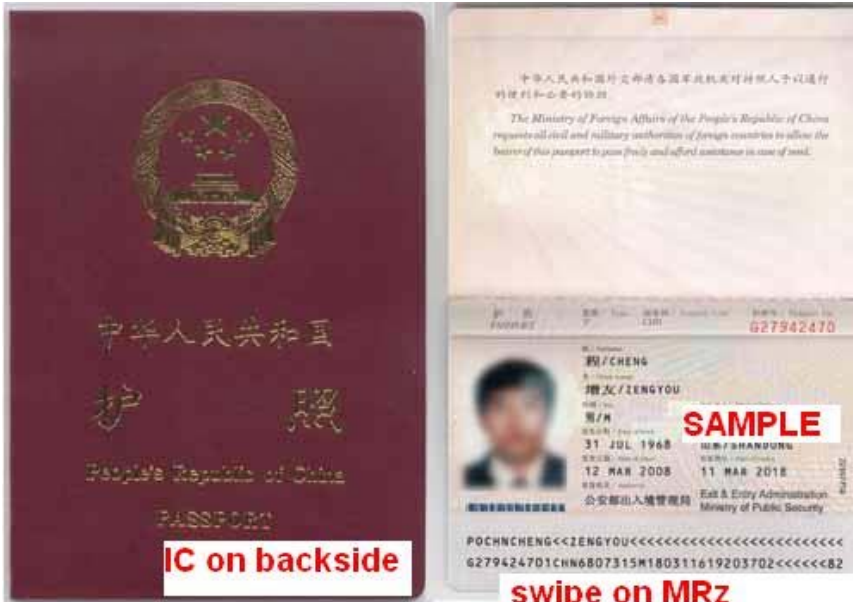 中华人民共和国
护 照
People's Republic of China
PASSPORT
IC on backside
中华人民共和国外交部请各国军政机关对持照人予以通行
的便利和必要的协助
The Ministry of Foreign Affairs of the People's Republic of China
requests all civil and military authorities of foreign countries to allow the
bearer of this passport to pass freely and afford assistance in case of need.
护 照
PASSPORT
G27942470
程/CHENG
增友/ZENGYOU
男/M
SAMPLE
31 JUL 1968
山东/SHANDONG
12 MAR 2008
11 MAR 2018
公安部出入境管理局
Exit & Entry Administration
Ministry of Public Security
POCHNCHENG<<ZENGYOU<<<<<<<<<<<<<<<<<<<<<<<<<
G279424701CHN6807315M180311619203702<<<<<<82
swipe on MRz